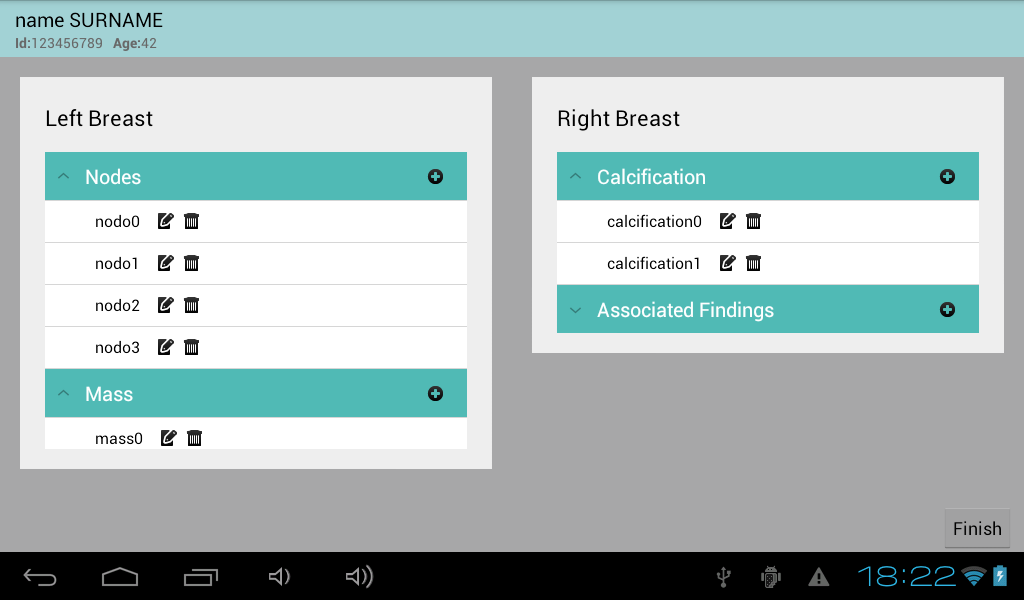 name SURNAME
Id:123456789 Age:42
Left Breast
Nodes
nodo0
nodo1
nodo2
nodo3
Mass
mass0
Right Breast
Calcification
calcification0
calcification1
Associated Findings
Finish
18:22